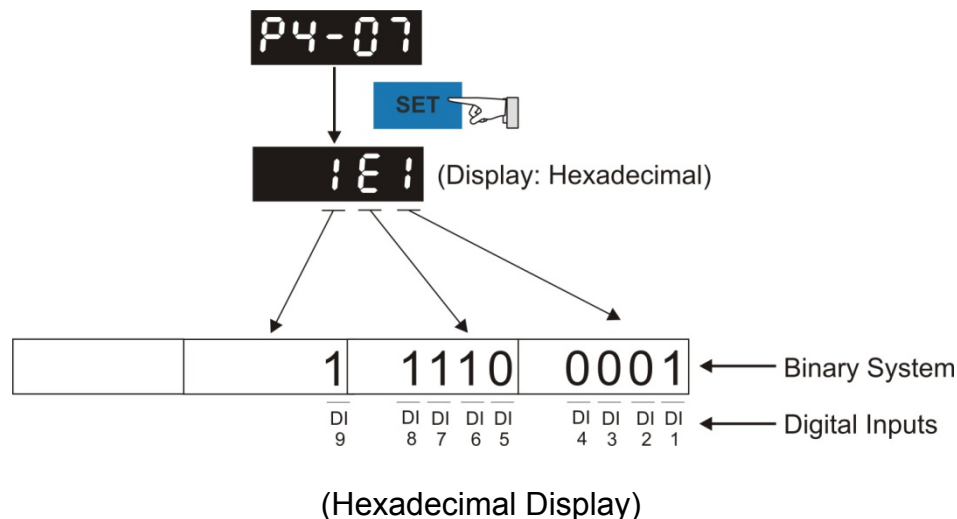 P4-07
SET
1E1 (Display: Hexadecimal)
1 1110 0001 Binary System
DI DI DI DI DI DI DI DI DI Digital Inputs
9 8 7 6 5 4 3 2 1
(Hexadecimal Display)